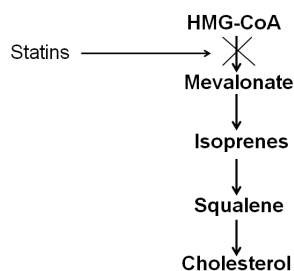 HMG-CoA
Statins
Mevalonate
Isoprenes
Squalene
Cholesterol